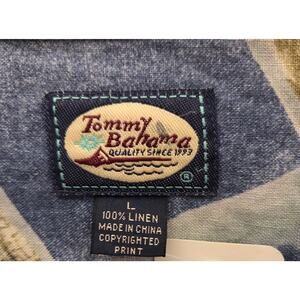 Tommy
Bahama
QUALITY SINCE 1993
®
L
100% LINEN
MADE IN CHINA
COPYRIGHTED
PRINT